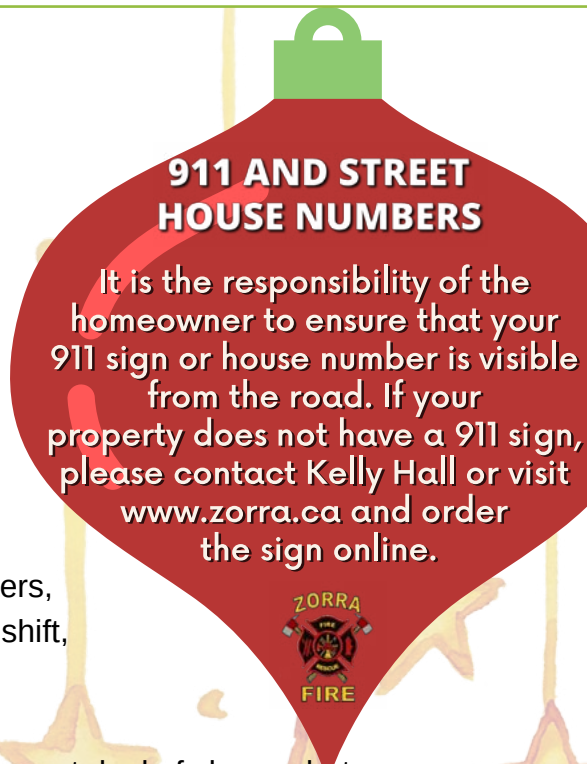 911 AND STREET
HOUSE NUMBERS
It is the responsibility of the
homeowner to ensure that your
911 sign or house number is visible
from the road. If your
property does not have a 911 sign,
please contact Kelly Hall or visit
www.zorra.ca and order
the sign online.
ers,
shift,
ZORRA
FIRE
RESCUE
FIRE